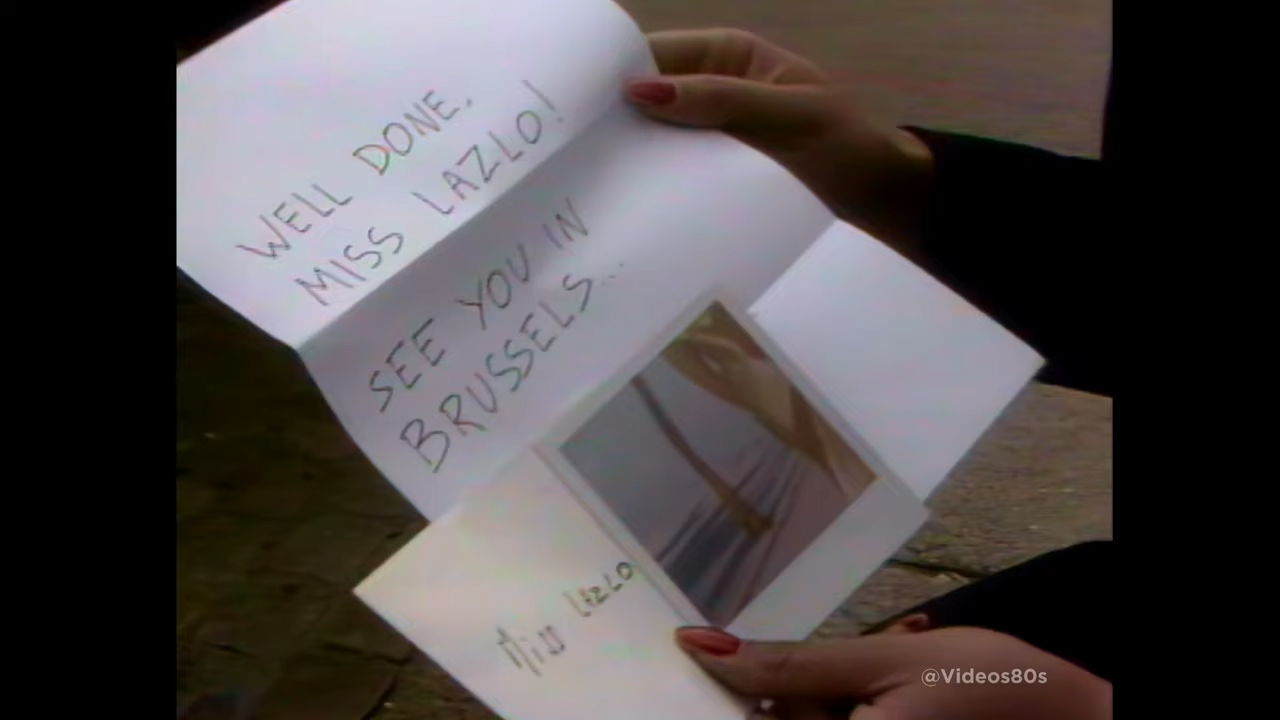 WELL DONE,
MISS LAZLO!
SEE YOU IN
BRUSSELS...
Miss LAZLO
@Videos80s